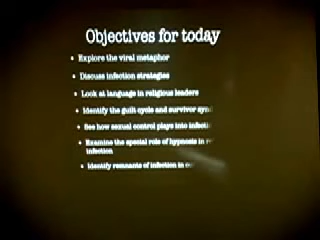 Objectives for today
• Explore the viral metaphor
• Discuss infection strategies
• Look at language in religious leaders
• Identify the guilt cycle and survivor
• See how sexual control plays into
• Examine the special role of hypnosis in
infection
• Identify remnants of infection in